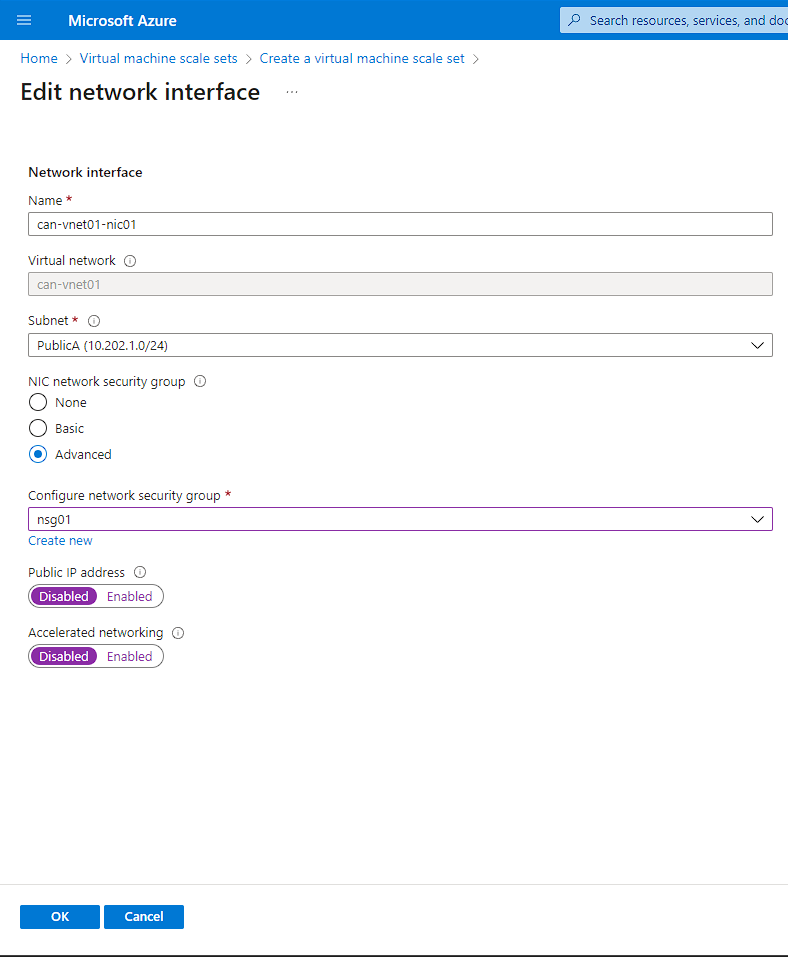 Microsoft Azure
Search resources, services, and doc
Home > Virtual machine scale sets > Create a virtual machine scale set >
Edit network interface ...
Network interface
Name *
can-vnet01-nic01
Virtual network
can-vnet01
Subnet *
PublicA (10.202.1.0/24)
NIC network security group
None
Basic
Advanced
Configure network security group *
nsg01
Create new
Public IP address
Disabled Enabled
Accelerated networking
Disabled Enabled
OK Cancel